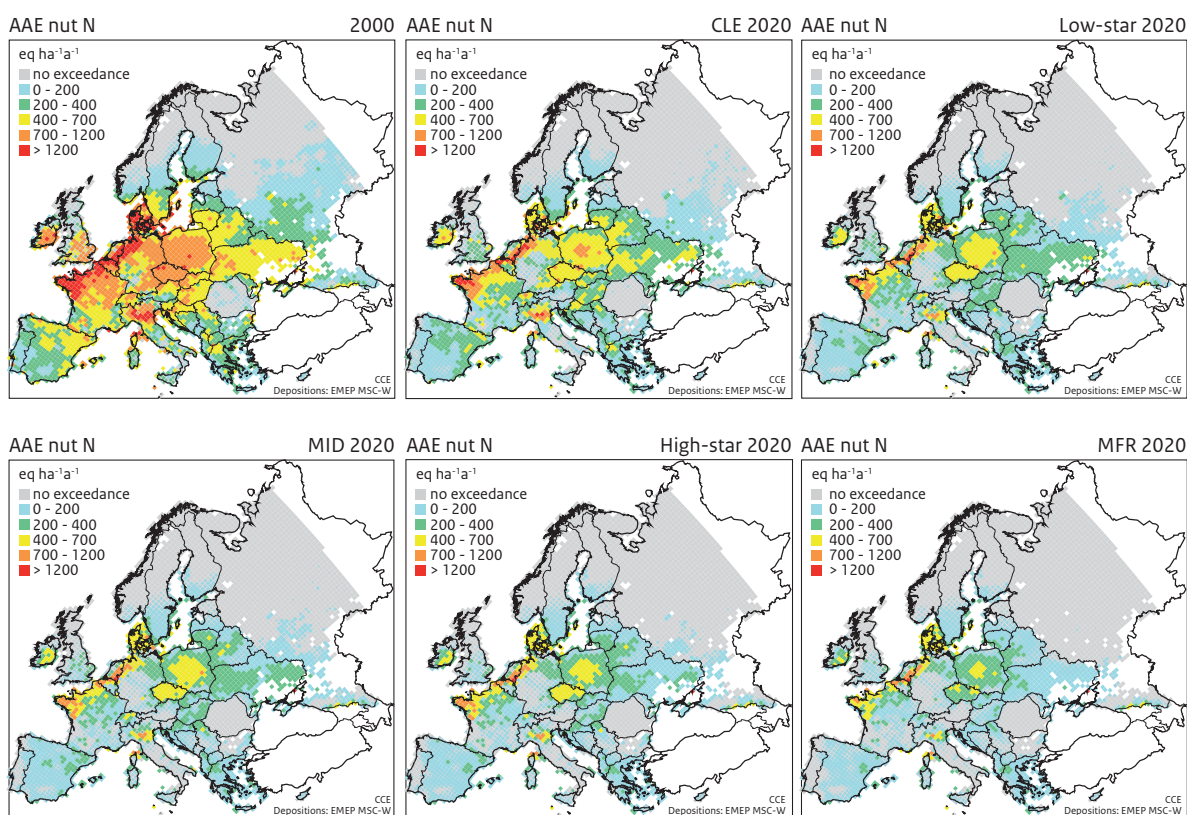 AAE nut N 2000
eq ha⁻¹a⁻¹
no exceedance
0 - 200
200 - 400
400 - 700
700 - 1200
> 1200
CCE
Depositions: EMEP MSC-W
AAE nut N CLE 2020
eq ha⁻¹a⁻¹
no exceedance
0 - 200
200 - 400
400 - 700
700 - 1200
> 1200
CCE
Depositions: EMEP MSC-W
AAE nut N Low-star 2020
eq ha⁻¹a⁻¹
no exceedance
0 - 200
200 - 400
400 - 700
700 - 1200
> 1200
CCE
Depositions: EMEP MSC-W
AAE nut N MID 2020
eq ha⁻¹a⁻¹
no exceedance
0 - 200
200 - 400
400 - 700
700 - 1200
> 1200
CCE
Depositions: EMEP MSC-W
AAE nut N High-star 2020
eq ha⁻¹a⁻¹
no exceedance
0 - 200
200 - 400
400 - 700
700 - 1200
> 1200
CCE
Depositions: EMEP MSC-W
AAE nut N MFR 2020
eq ha⁻¹a⁻¹
no exceedance
0 - 200
200 - 400
400 - 700
700 - 1200
> 1200
CCE
Depositions: EMEP MSC-W